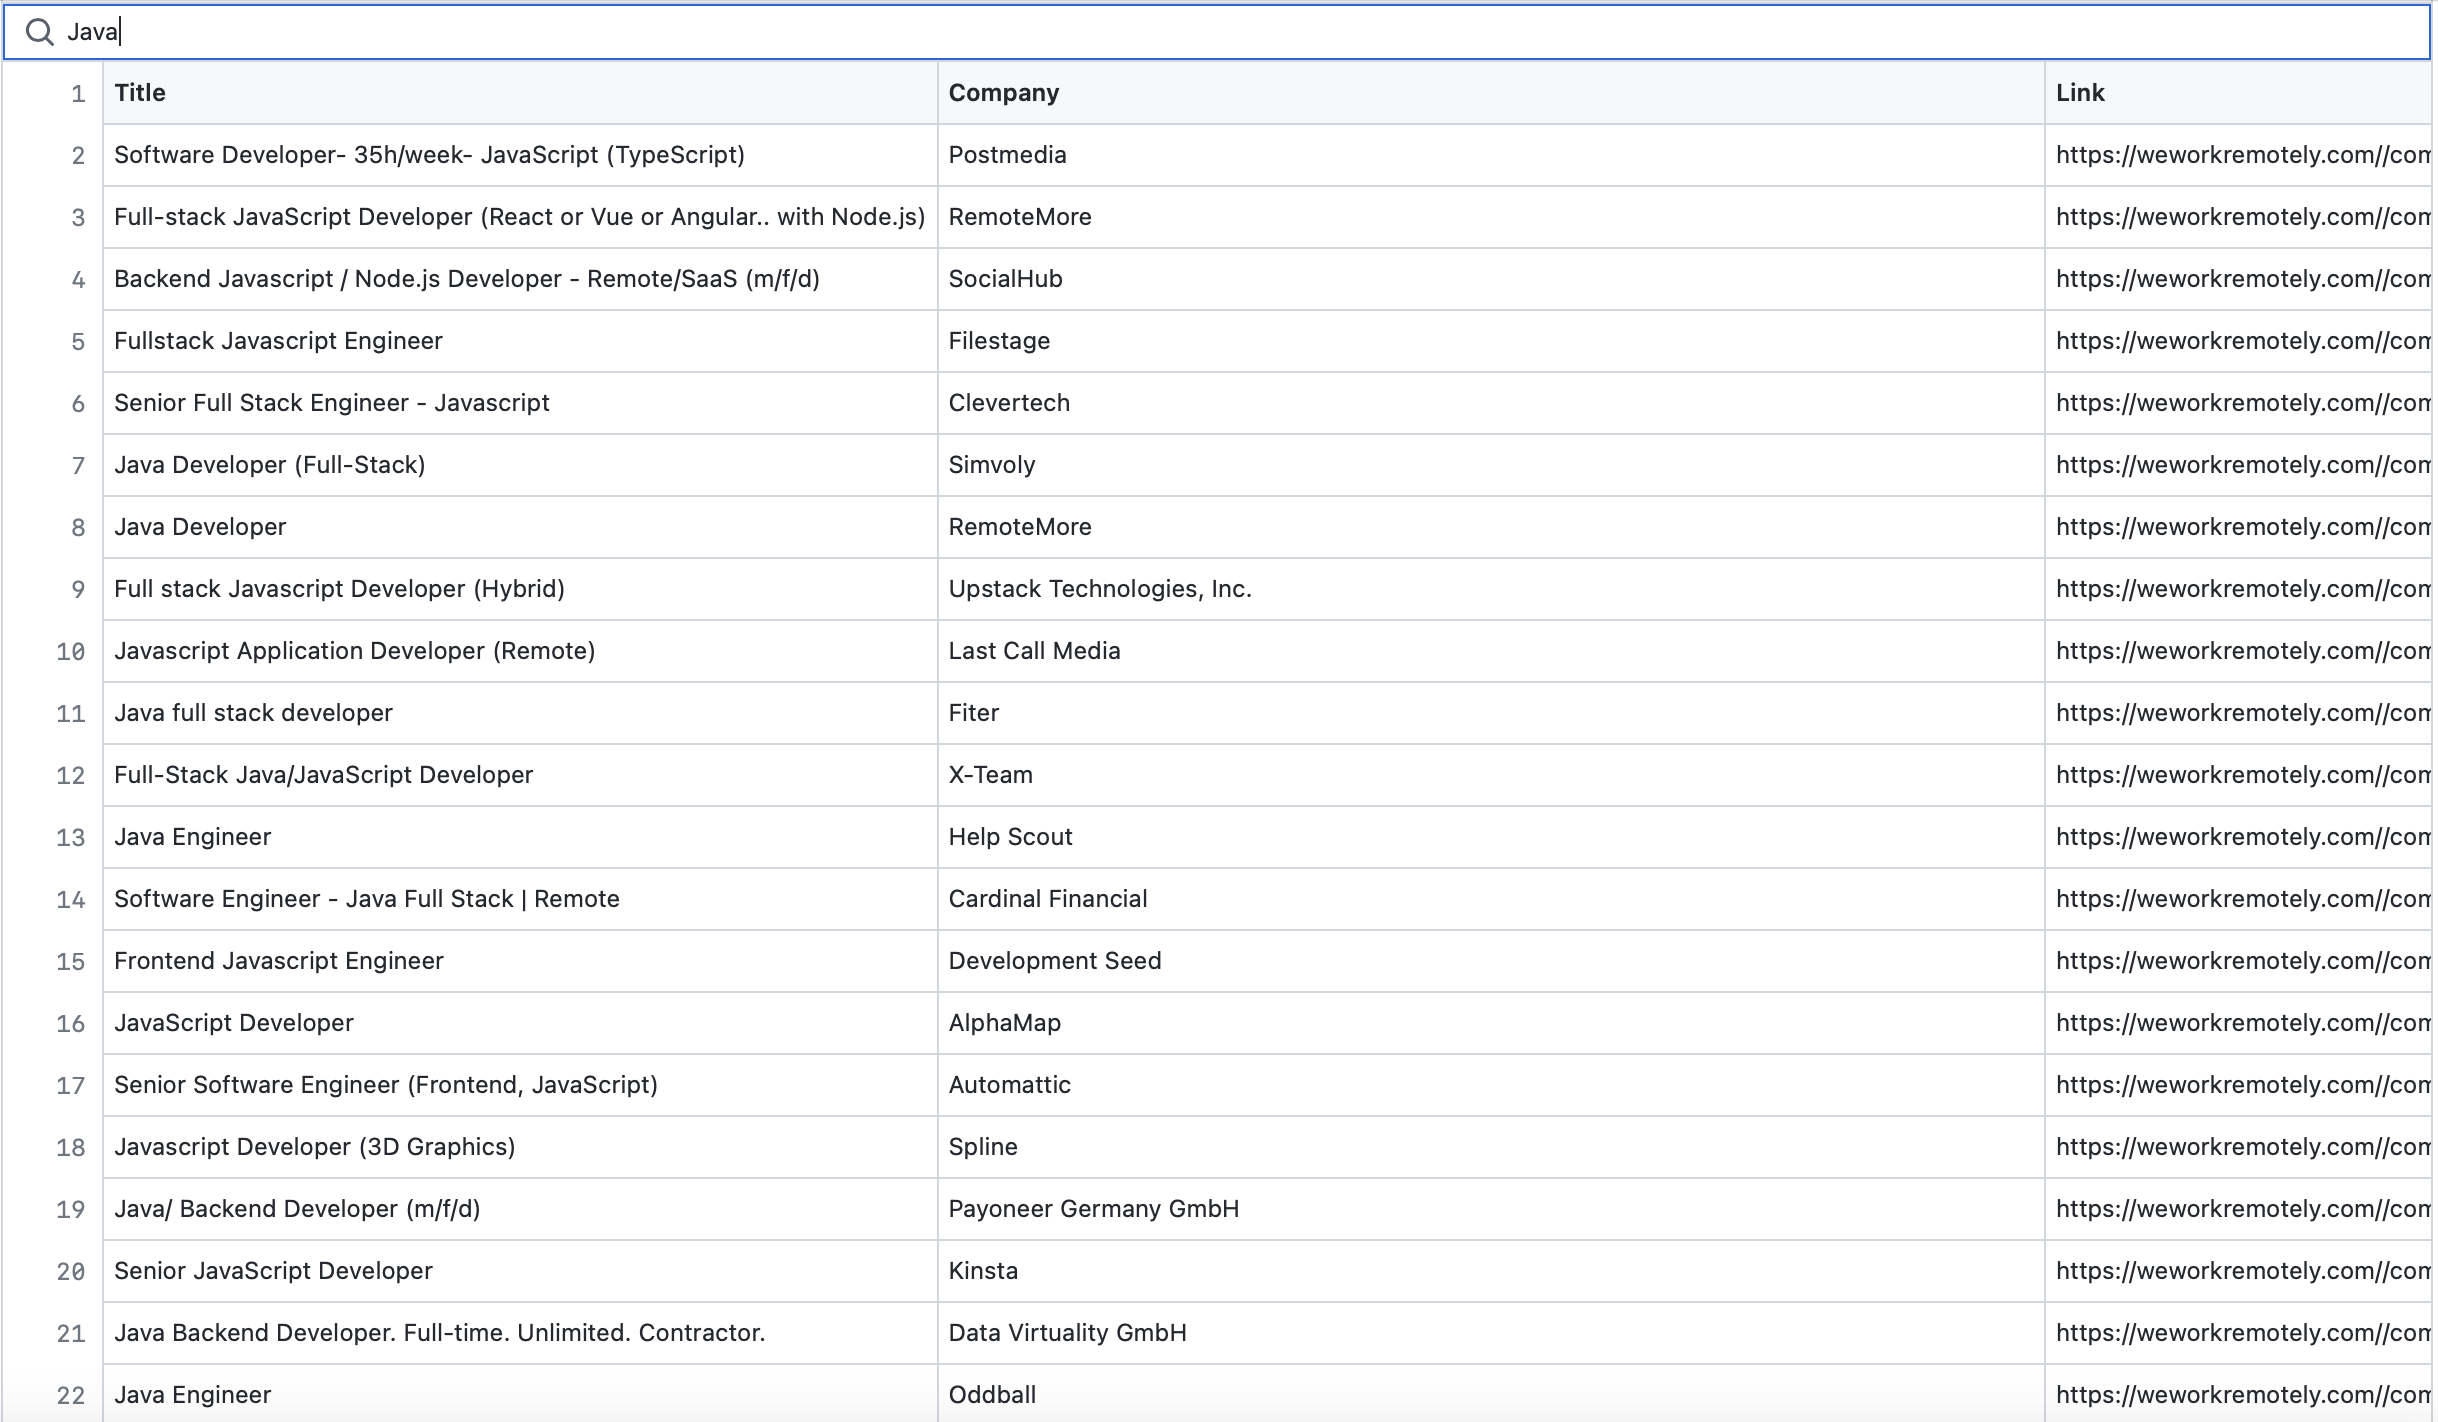 Java
1 Title Company Link
2 Software Developer- 35h/week- JavaScript (TypeScript) Postmedia https://weworkremotely.com//com
3 Full-stack JavaScript Developer (React or Vue or Angular.. with Node.js) RemoteMore https://weworkremotely.com//com
4 Backend Javascript / Node.js Developer - Remote/SaaS (m/f/d) SocialHub https://weworkremotely.com//com
5 Fullstack Javascript Engineer Filestage https://weworkremotely.com//com
6 Senior Full Stack Engineer - Javascript Clevertech https://weworkremotely.com//com
7 Java Developer (Full-Stack) Simvoly https://weworkremotely.com//com
8 Java Developer RemoteMore https://weworkremotely.com//com
9 Full stack Javascript Developer (Hybrid) Upstack Technologies, Inc. https://weworkremotely.com//com
10 Javascript Application Developer (Remote) Last Call Media https://weworkremotely.com//com
11 Java full stack developer Fiter https://weworkremotely.com//com
12 Full-Stack Java/JavaScript Developer X-Team https://weworkremotely.com//com
13 Java Engineer Help Scout https://weworkremotely.com//com
14 Software Engineer - Java Full Stack | Remote Cardinal Financial https://weworkremotely.com//com
15 Frontend Javascript Engineer Development Seed https://weworkremotely.com//com
16 JavaScript Developer AlphaMap https://weworkremotely.com//com
17 Senior Software Engineer (Frontend, JavaScript) Automattic https://weworkremotely.com//com
18 Javascript Developer (3D Graphics) Spline https://weworkremotely.com//com
19 Java/ Backend Developer (m/f/d) Payoneer Germany GmbH https://weworkremotely.com//com
20 Senior JavaScript Developer Kinsta https://weworkremotely.com//com
21 Java Backend Developer. Full-time. Unlimited. Contractor. Data Virtuality GmbH https://weworkremotely.com//com
22 Java Engineer Oddball https://weworkremotely.com//com